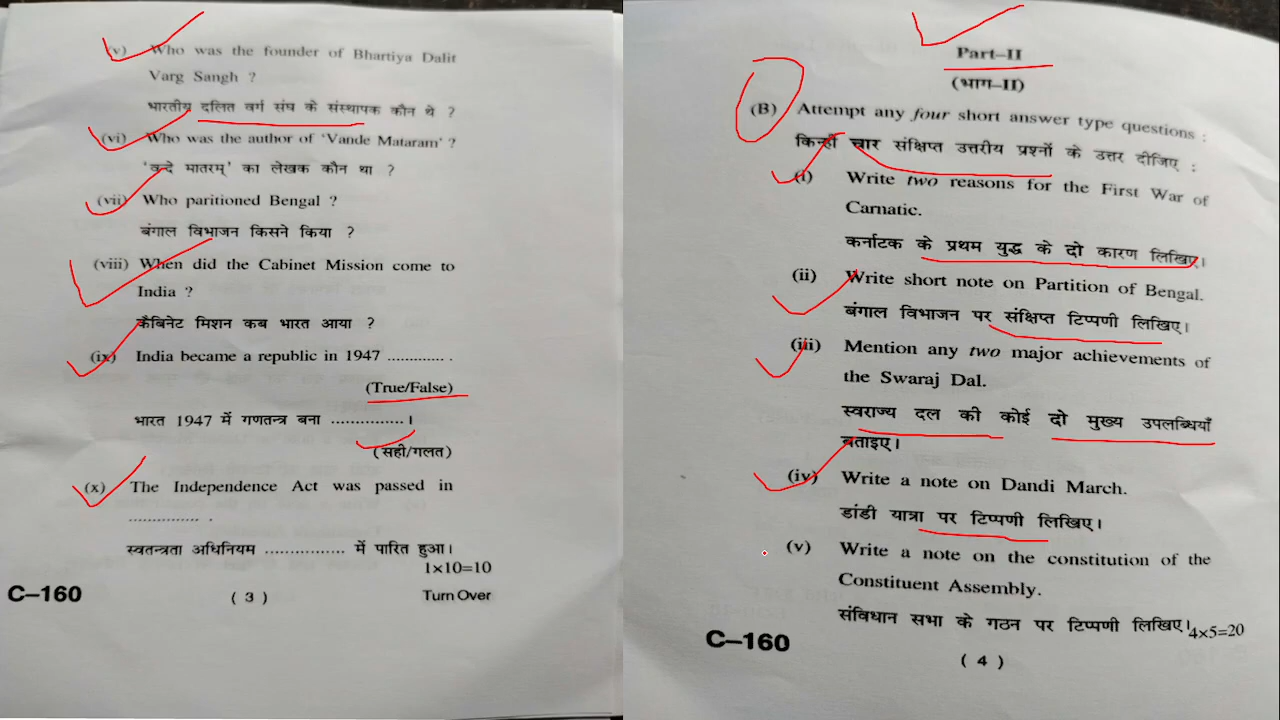 (v) Who was the founder of Bhartiya Dalit
Varg Sangh ?
भारतीय दलित वर्ग संघ के संस्थापक कौन थे ?
(vi) Who was the author of 'Vande Mataram' ?
'वन्दे मातरम्' का लेखक कौन था ?
(vii) Who paritioned Bengal ?
बंगाल विभाजन किसने किया ?
(viii) When did the Cabinet Mission come to
India ?
कैबिनेट मिशन कब भारत आया ?
(ix) India became a republic in 1947 ............. .
(True/False)
भारत 1947 में गणतन्त्र बना ............... ।
(सही/गलत)
(x) The Independence Act was passed in
............... .
स्वतन्त्रता अधिनियम ................. में पारित हुआ।
1×10=10
C–160 ( 3 ) Turn Over
Part–II
(भाग–II)
(B) Attempt any four short answer type questions :
किन्हीं चार संक्षिप्त उत्तरीय प्रश्नों के उत्तर दीजिए :
(i) Write two reasons for the First War of
Carnatic.
कर्नाटक के प्रथम युद्ध के दो कारण लिखिए।
(ii) Write short note on Partition of Bengal.
बंगाल विभाजन पर संक्षिप्त टिप्पणी लिखिए।
(iii) Mention any two major achievements of
the Swaraj Dal.
स्वराज्य दल की कोई दो मुख्य उपलब्धियाँ
बताइए।
(iv) Write a note on Dandi March.
डांडी यात्रा पर टिप्पणी लिखिए।
(v) Write a note on the constitution of the
Constituent Assembly.
संविधान सभा के गठन पर टिप्पणी लिखिए। 4×5=20
C–160
( 4 )